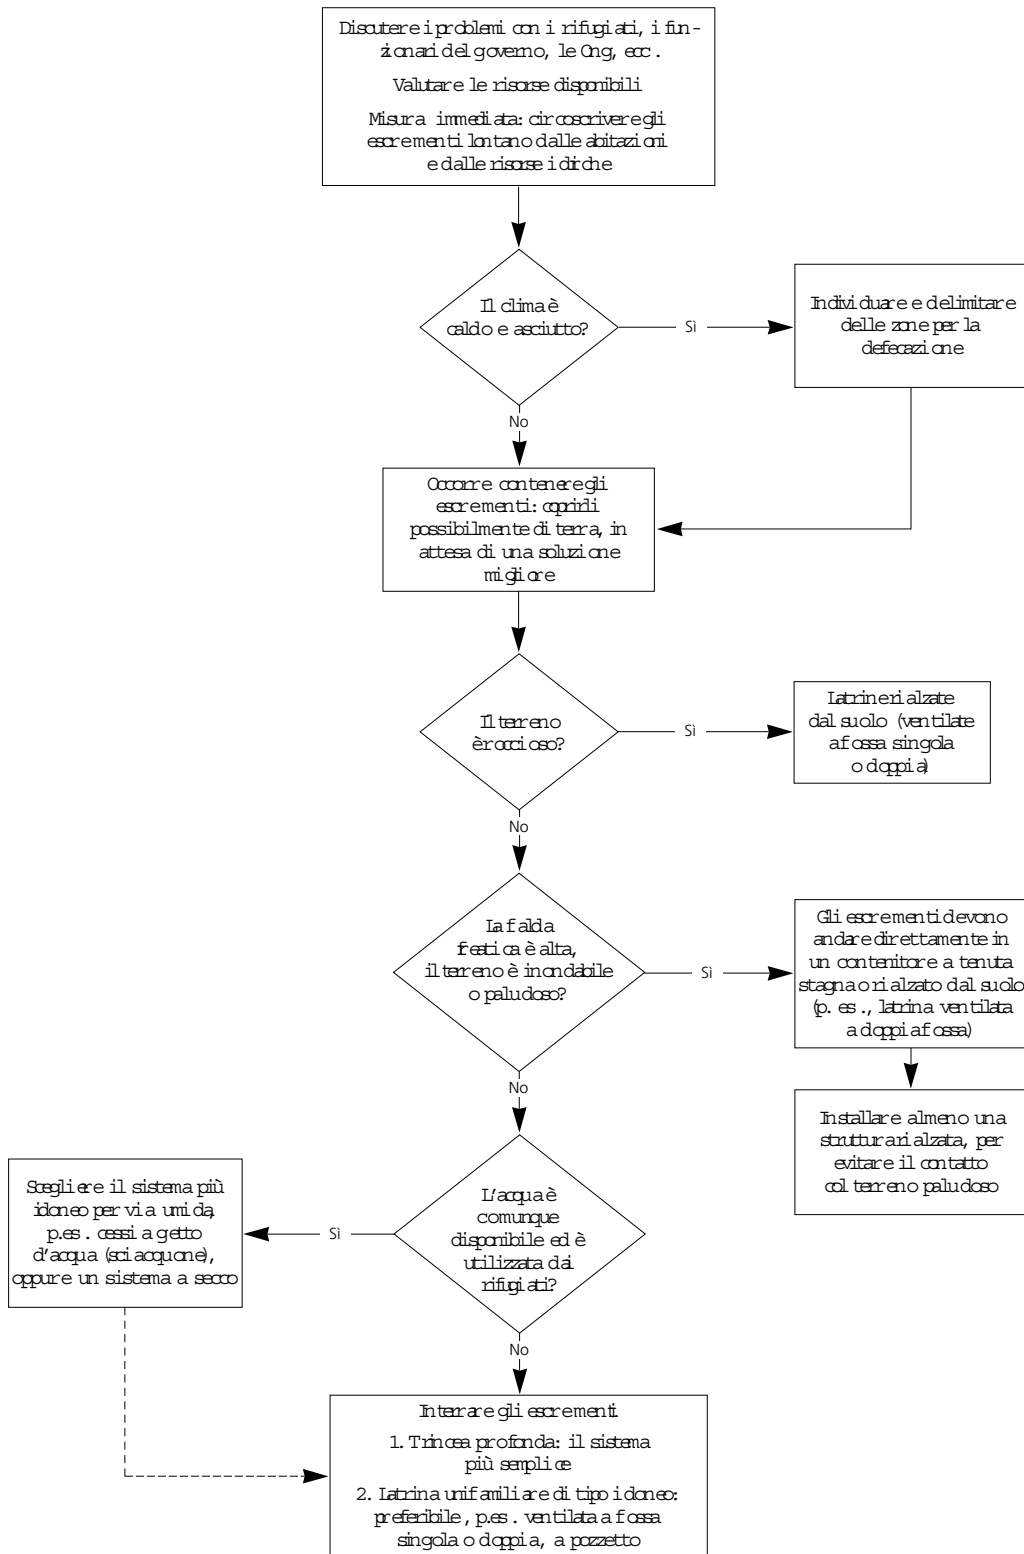 Discutere i problemi con i rifugiati, i fun-
zionari del governo, le Ong, ecc.
Valutare le risorse disponibili
Misura immediata: circoscrivere gli
escrementi lontano dalle abitazioni
e dalle risorse idriche
Il clima è
caldo e asciutto?
Sì
Individuare e delimitare
delle zone per la
defecazione
No
Occorre contenere gli
escrementi: coprirli
possibilmente di terra, in
attesa di una soluzione
migliore
Il terreno
è roccioso?
Sì
Latrine rialzate
dal suolo (ventilate
a fossa singola
o doppia)
No
La falda
freatica è alta,
il terreno è inondabile
o paludoso?
Sì
Gli escrementi devono
andare direttamente in
un contenitore a tenuta
stagna o rialzato dal suolo
(p. es., latrina ventilata
a doppia fossa)
No
Installare almeno una
struttura rialzata, per
evitare il contatto
col terreno paludoso
L'acqua è
comunque
disponibile ed è
utilizzata dai
rifugiati?
Sì
Scegliere il sistema più
idoneo per via umida,
p.es. cessi a getto
d'acqua (sciacquone),
oppure un sistema a secco
No
Interrare gli escrementi
1. Trincea profonda: il sistema
più semplice
2. Latrina unifamiliare di tipo idoneo:
preferibile, p.es. ventilata a fossa
singola o doppia, a pozzetto